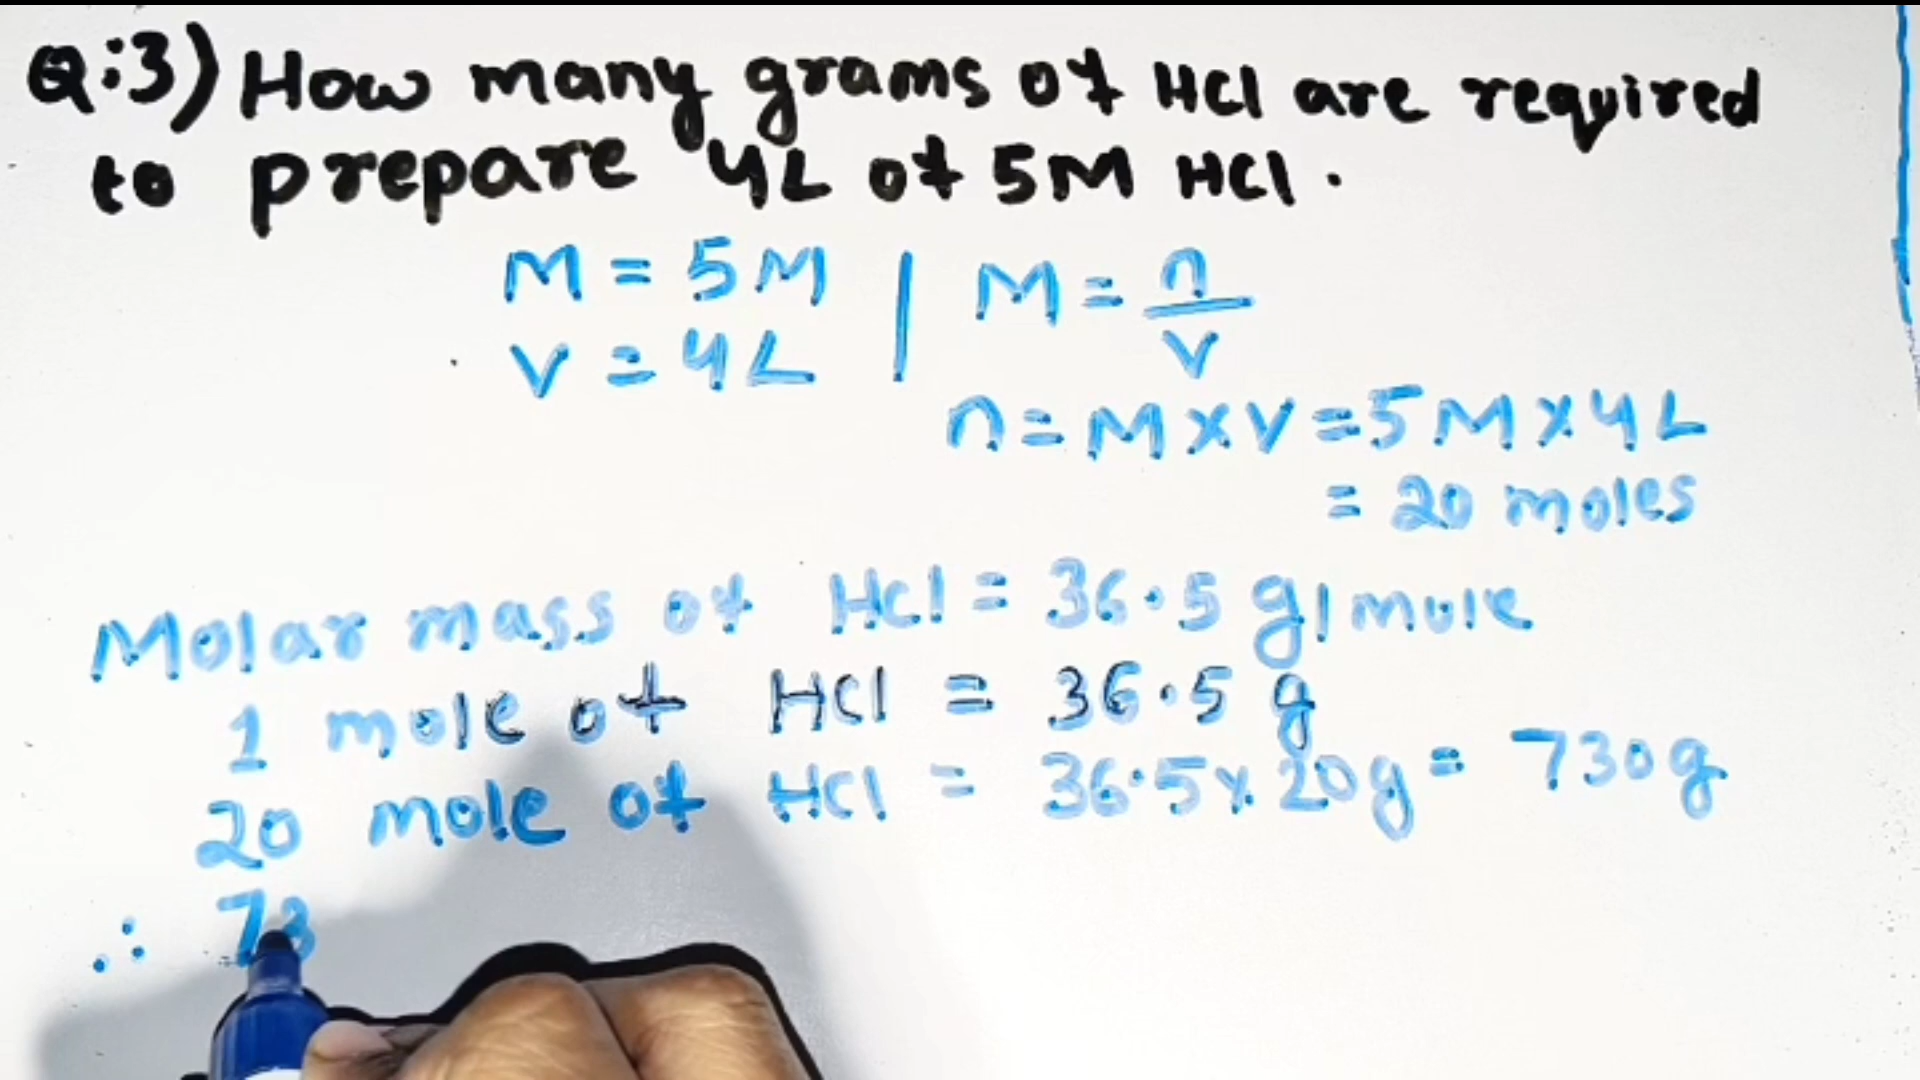 Q:3) How many grams of HCl are required
to prepare 4L of 5M HCl.
M = 5M | M = n/V
V = 4L
n = M x V = 5M x 4L
= 20 moles
Molar mass of HCl = 36.5 g/mole
1 mole of HCl = 36.5 g
20 mole of HCl = 36.5 x 20g = 730g
∴ 73